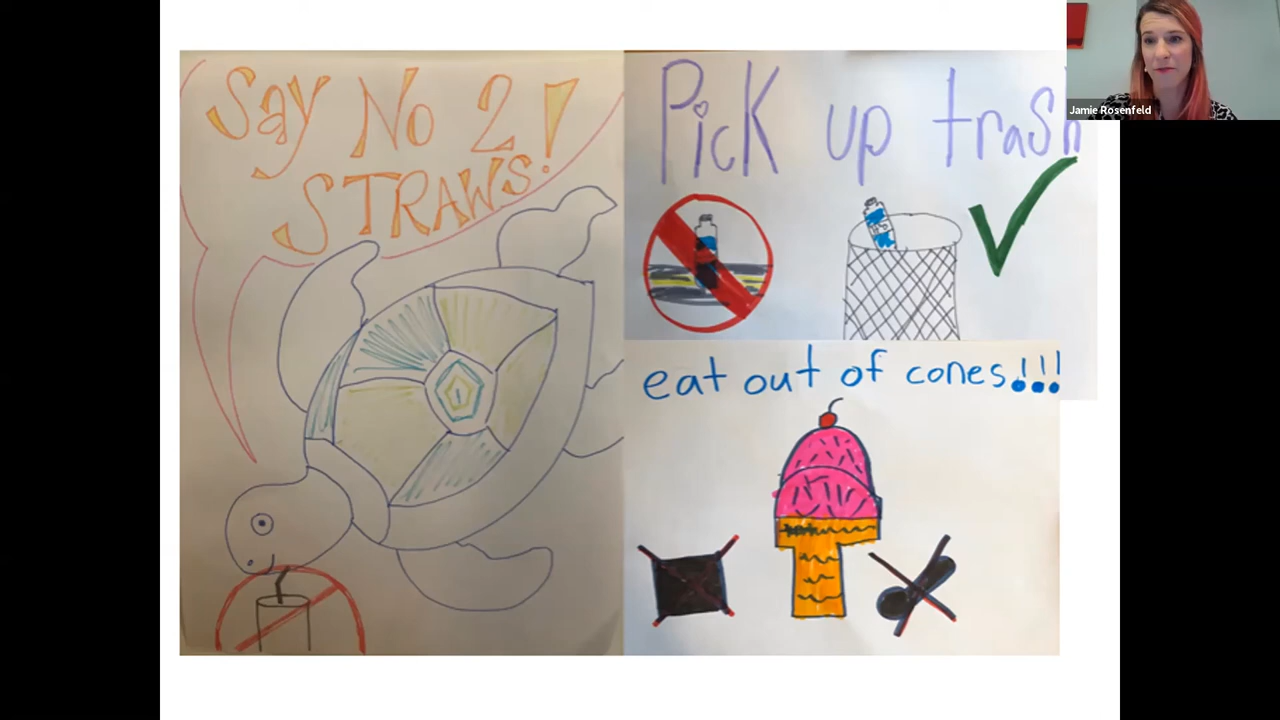 Say No 2!
STRAWS!
Pick up trash
Jamie Rosenfeld
eat out of cones!!!